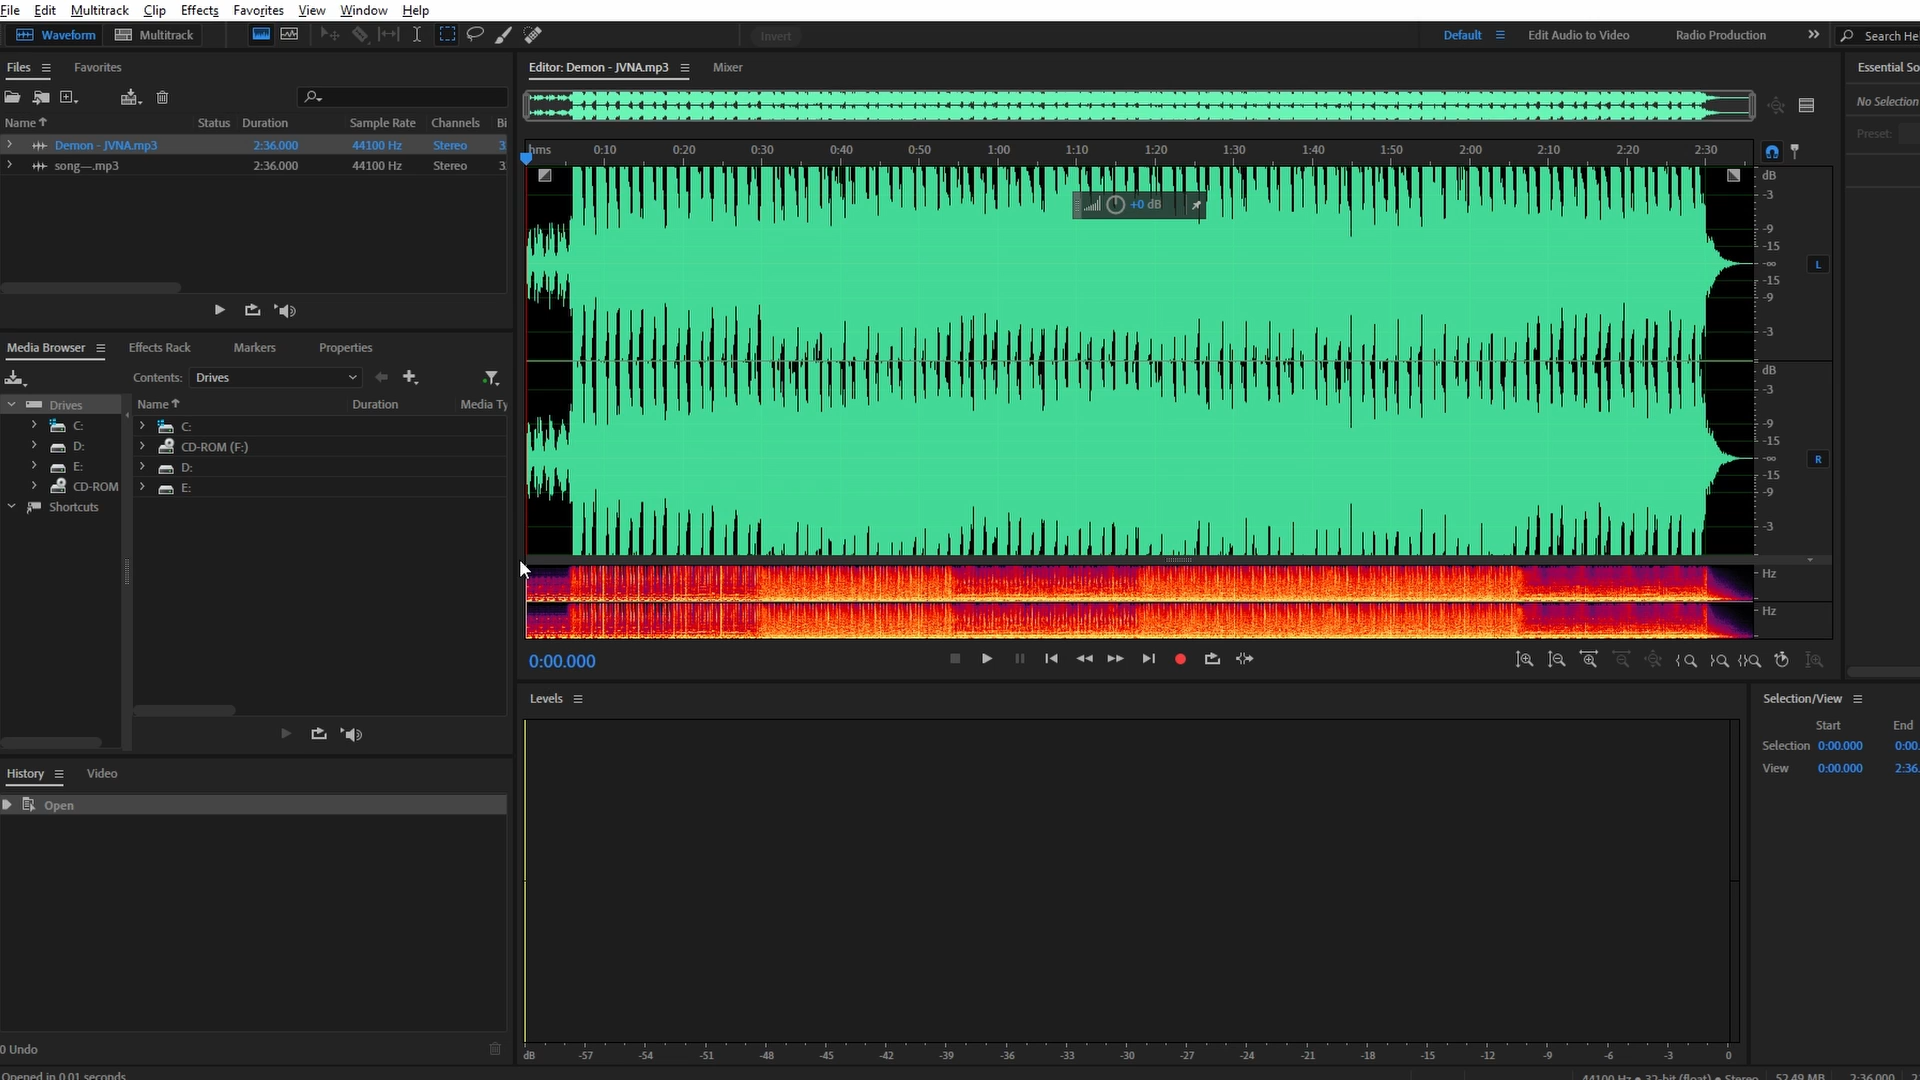 File Edit Multitrack Clip Effects Favorites View Window Help
Waveform Multitrack Invert Default Edit Audio to Video Radio Production Search Hel
Files Favorites Editor: Demon - JVNA.mp3 Mixer Essential So
No Selection
Name Status Duration Sample Rate Channels Bi
Preset:
Demon - JVNA.mp3 2:36.000 44100 Hz Stereo 3
song—.mp3 2:36.000 44100 Hz Stereo 3
hms 0:10 0:20 0:30 0:40 0:50 1:00 1:10 1:20 1:30 1:40 1:50 2:00 2:10 2:20 2:30
dB
-3
+0 dB
-9
-15
-∞ L
-15
-9
-3
dB
-3
-9
-15
-∞ R
-15
-9
-3
Hz
Hz
Media Browser Effects Rack Markers Properties
Contents: Drives
Drives Name Duration Media Ty
C: C:
D: CD-ROM (F:)
E: D:
CD-ROM E:
Shortcuts
0:00.000
Levels Selection/View
Start End
Selection 0:00.000 0:00.
View 0:00.000 2:36.
History Video
Open
dB -57 -54 -51 -48 -45 -42 -39 -36 -33 -30 -27 -24 -21 -18 -15 -12 -9 -6 -3 0
0 Undo
Opened in 0.01 seconds 44100 Hz • 32-bit (float) • Stereo 52.49 MB 2:36.000 2